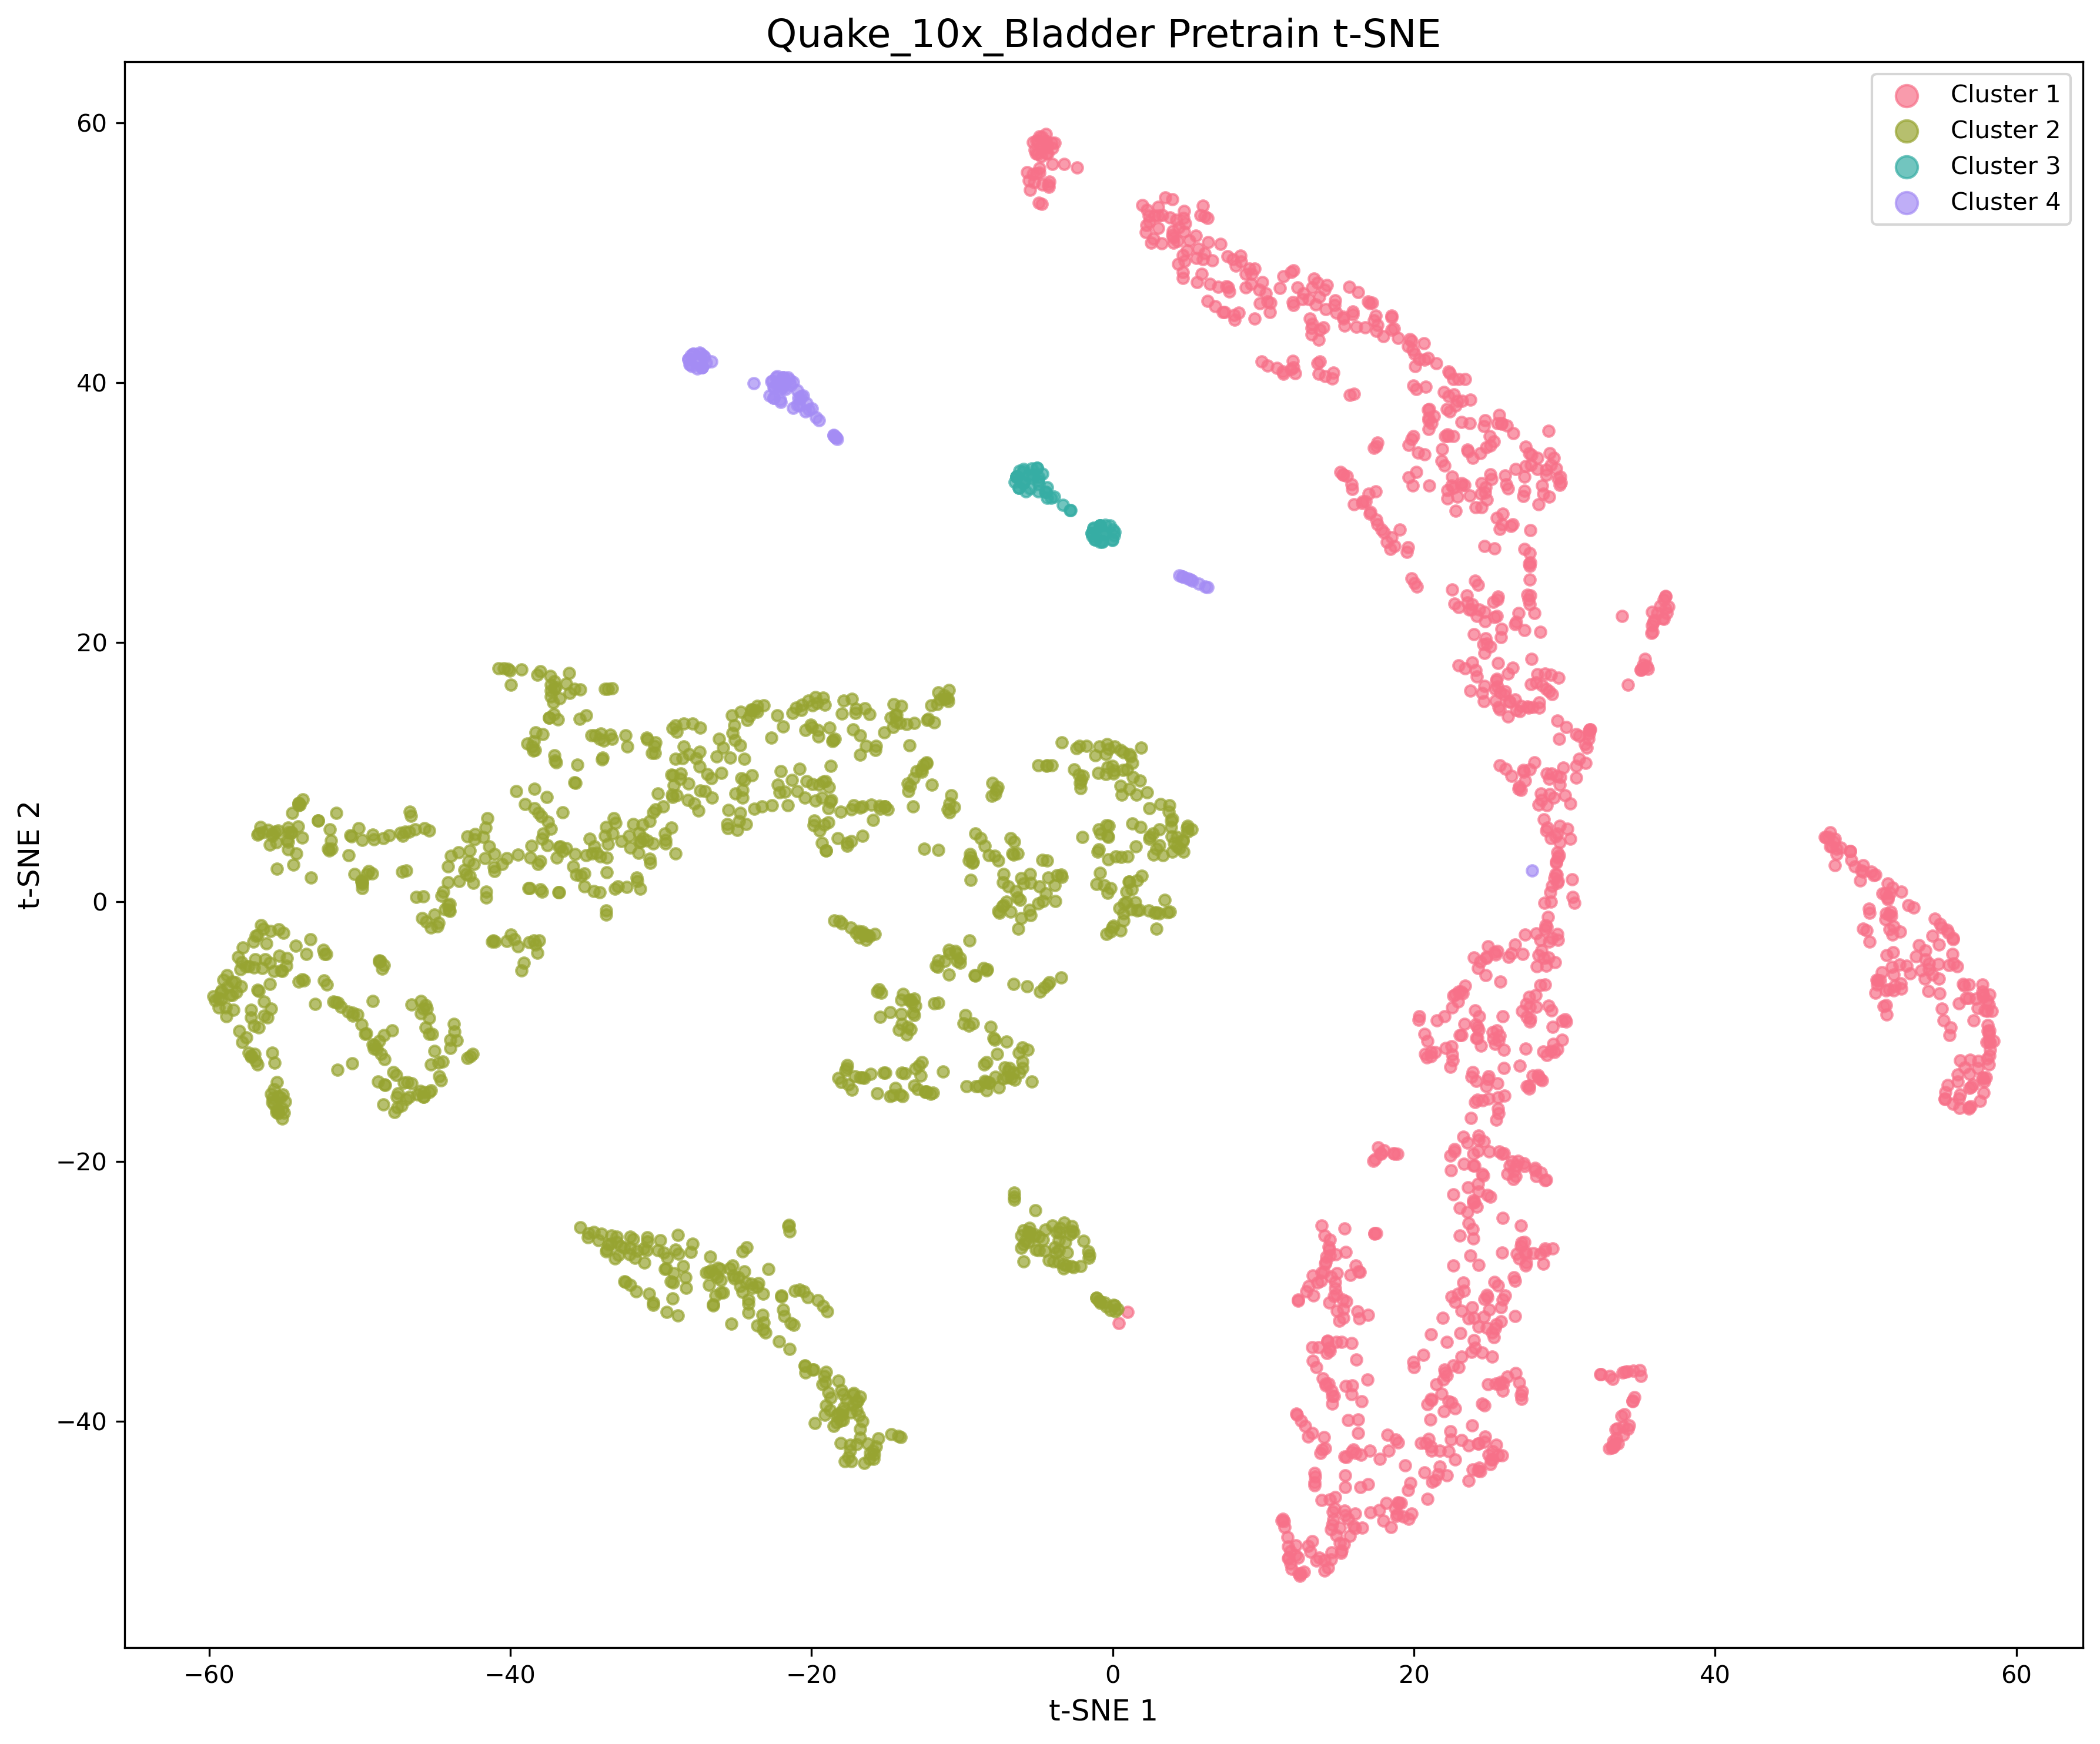 Quake_10x_Bladder Pretrain t-SNE
Cluster 1
Cluster 2
Cluster 3
Cluster 4
60
40
20
0
−20
−40
t-SNE 2
−60
−40
−20
0
20
40
60
t-SNE 1